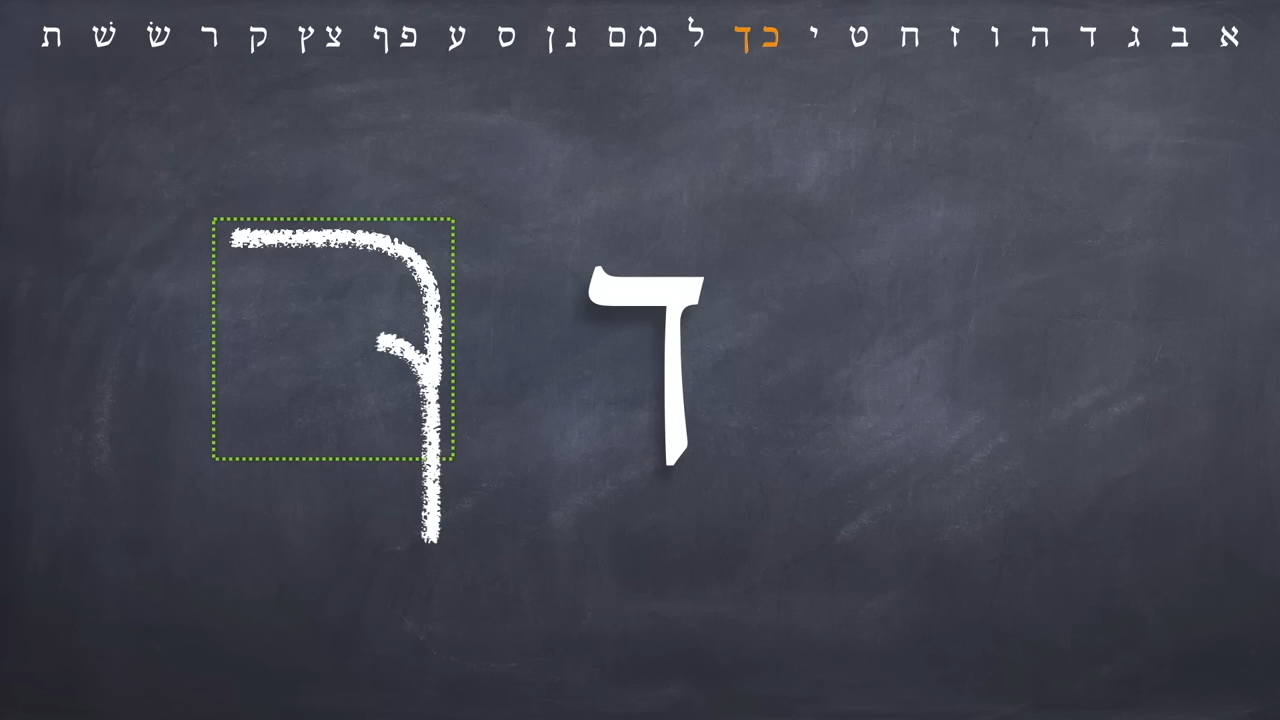 א ב ג ד ה ו ז ח ט י כך ל מם נן ס ע פף צץ ק ר שׂ שׁ ת
ך ך